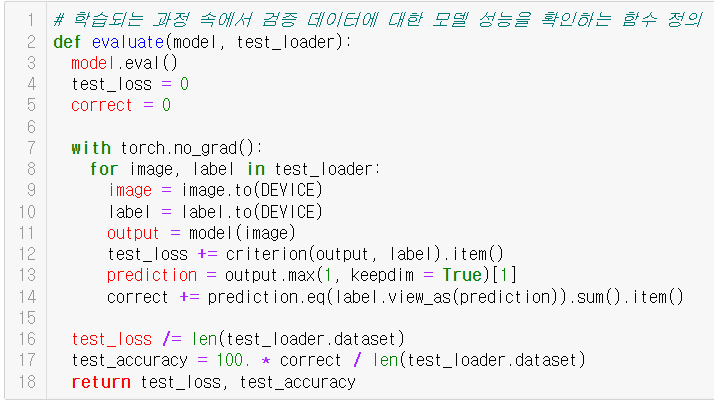 1 # 학습되는 과정 속에서 검증 데이터에 대한 모델 성능을 확인하는 함수 정의
2 def evaluate(model, test_loader):
3   model.eval()
4   test_loss = 0
5   correct = 0
6
7   with torch.no_grad():
8     for image, label in test_loader:
9       image = image.to(DEVICE)
10       label = label.to(DEVICE)
11       output = model(image)
12       test_loss += criterion(output, label).item()
13       prediction = output.max(1, keepdim = True)[1]
14       correct += prediction.eq(label.view_as(prediction)).sum().item()
15
16   test_loss /= len(test_loader.dataset)
17   test_accuracy = 100. * correct / len(test_loader.dataset)
18   return test_loss, test_accuracy